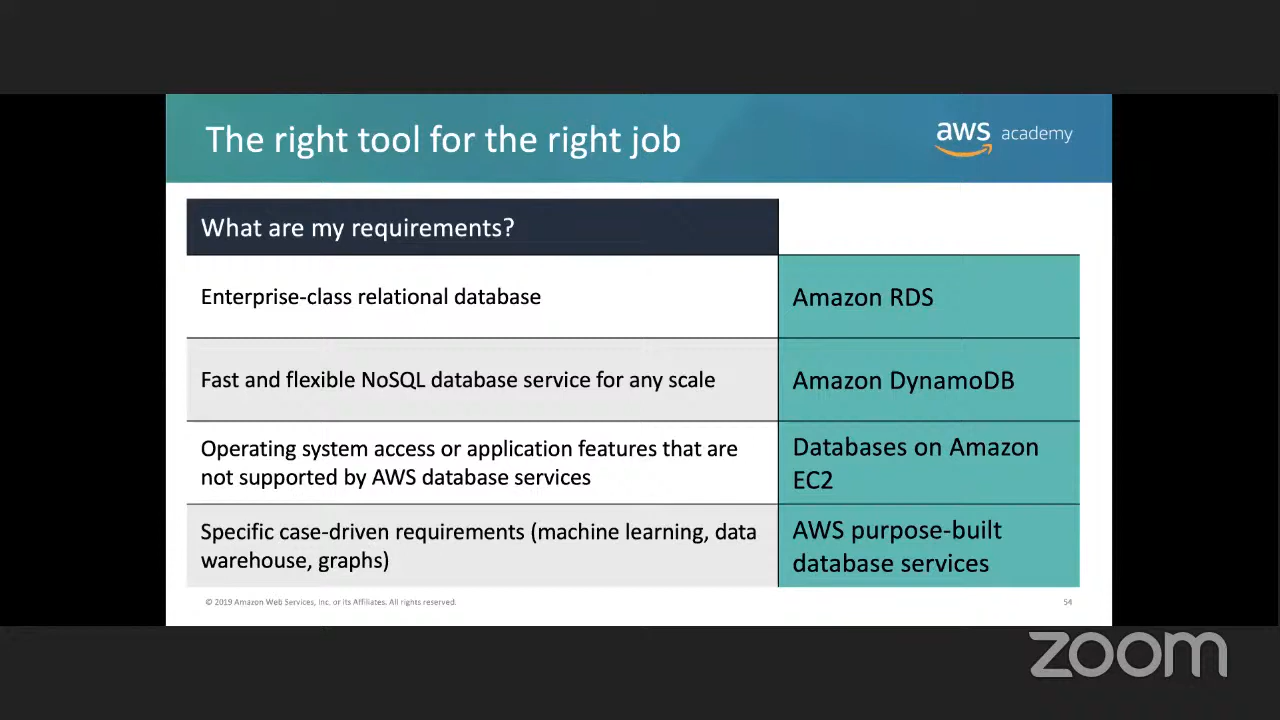 The right tool for the right job
aws academy
What are my requirements?
Enterprise-class relational database
Amazon RDS
Fast and flexible NoSQL database service for any scale
Amazon DynamoDB
Operating system access or application features that are
not supported by AWS database services
Databases on Amazon
EC2
Specific case-driven requirements (machine learning, data
warehouse, graphs)
AWS purpose-built
database services
© 2019 Amazon Web Services, Inc. or its Affiliates. All rights reserved.
54
zoom